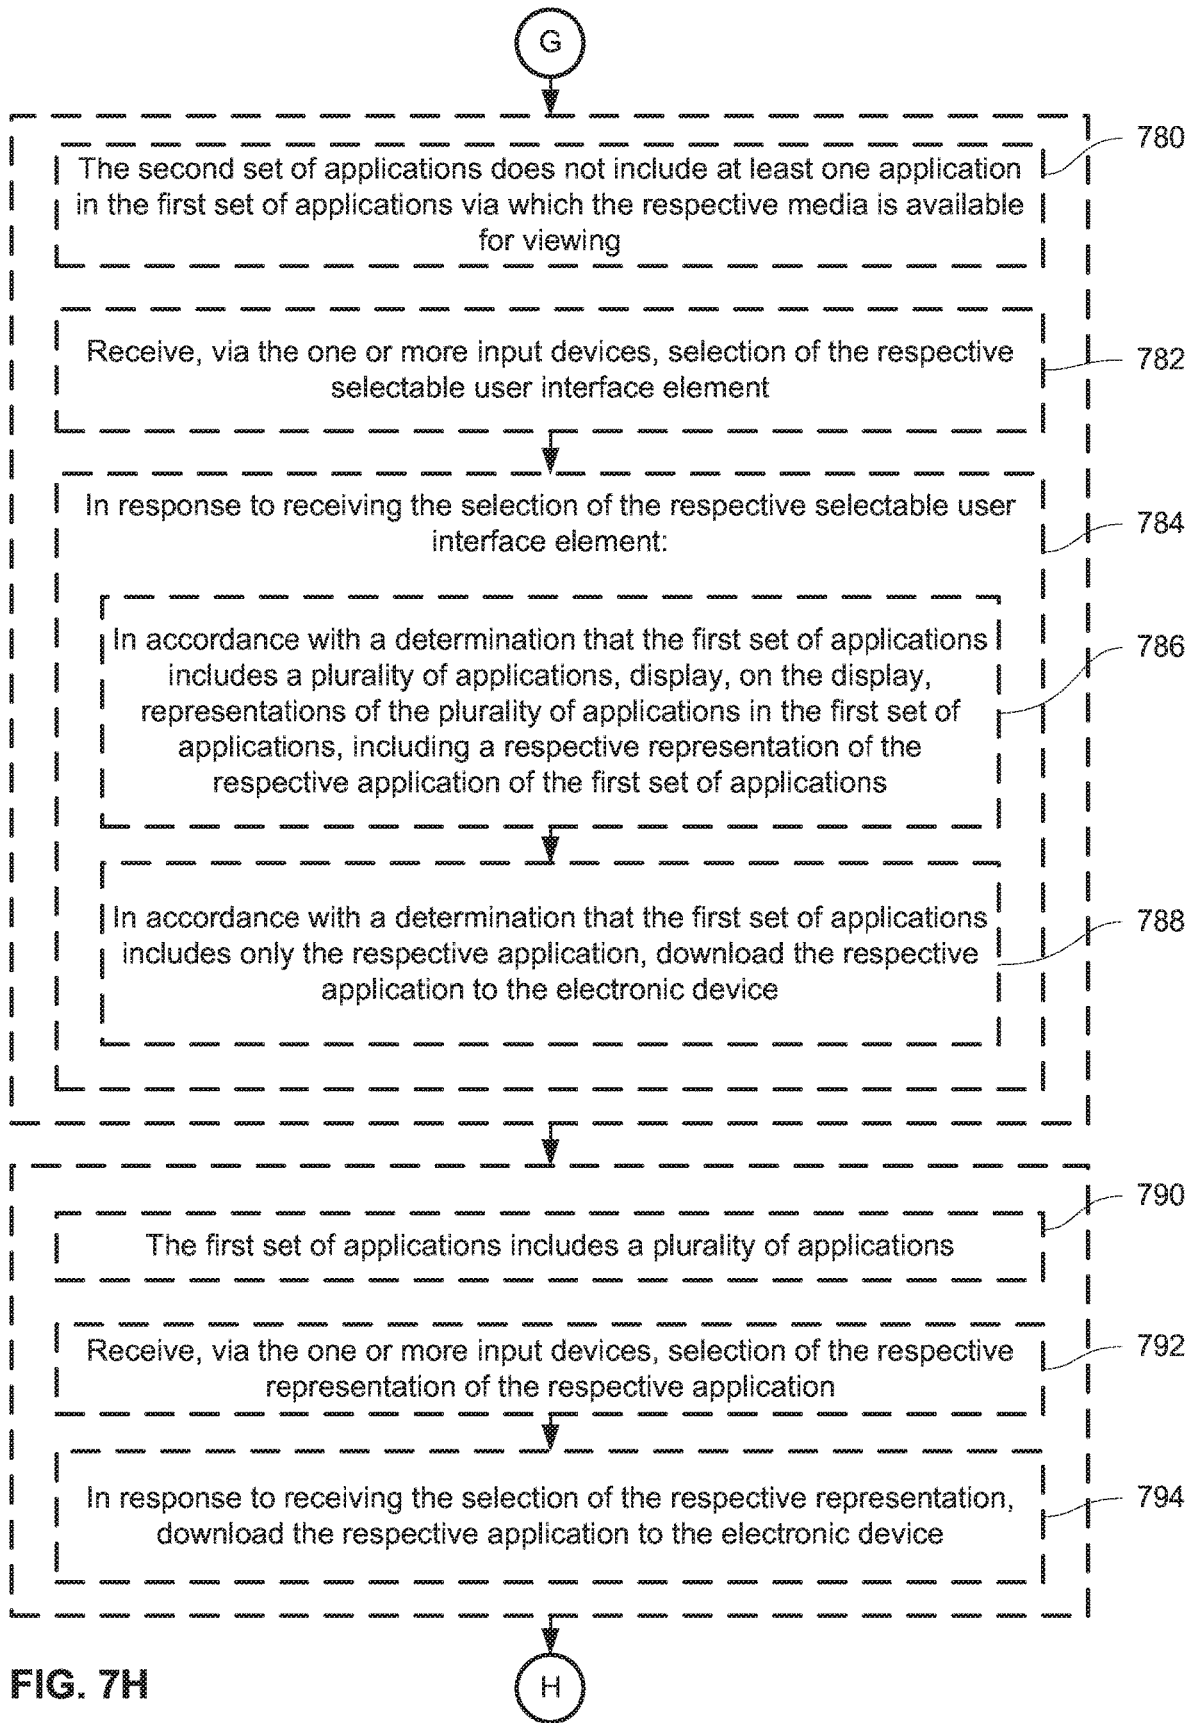 G
780
The second set of applications does not include at least one application
in the first set of applications via which the respective media is available
for viewing
782
Receive, via the one or more input devices, selection of the respective
selectable user interface element
784
In response to receiving the selection of the respective selectable user
interface element:
786
In accordance with a determination that the first set of applications
includes a plurality of applications, display, on the display,
representations of the plurality of applications in the first set of
applications, including a respective representation of the
respective application of the first set of applications
788
In accordance with a determination that the first set of applications
includes only the respective application, download the respective
application to the electronic device
790
The first set of applications includes a plurality of applications
792
Receive, via the one or more input devices, selection of the respective
representation of the respective application
794
In response to receiving the selection of the respective representation,
download the respective application to the electronic device
H
FIG. 7H